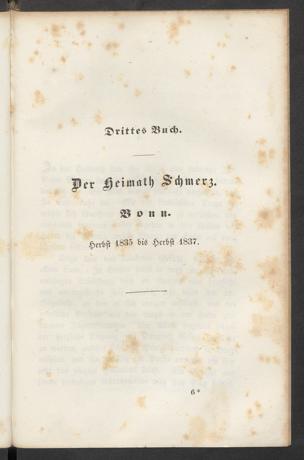 Drittes Buch.
Der Heimath Schmerz.
Bonn.
Herbst 1835 bis Herbst 1837.
6*